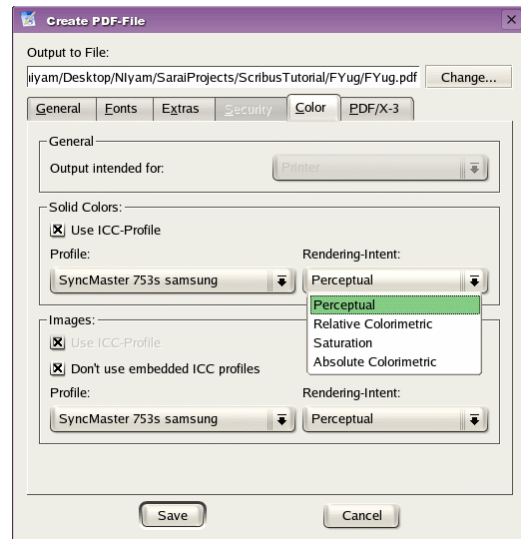 Create PDF-File
Output to File:
iiyam/Desktop/NIyam/SaraiProjects/ScribusTutorial/FYug/FYug.pdf Change...
General Fonts Extras Security Color PDF/X-3
General
Output intended for: Printer
Solid Colors:
Use ICC-Profile
Profile: Rendering-Intent:
SyncMaster 753s samsung Perceptual
Perceptual
Relative Colorimetric
Saturation
Absolute Colorimetric
Images:
Use ICC-Profile
Don't use embedded ICC profiles
Profile: Rendering-Intent:
SyncMaster 753s samsung Perceptual
Save Cancel